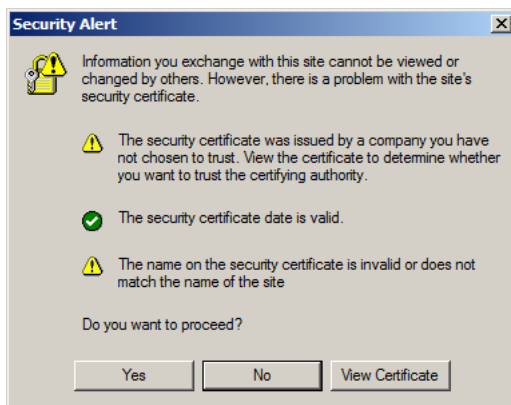 Security Alert
Information you exchange with this site cannot be viewed or
changed by others. However, there is a problem with the site's
security certificate.
The security certificate was issued by a company you have
not chosen to trust. View the certificate to determine whether
you want to trust the certifying authority.
The security certificate date is valid.
The name on the security certificate is invalid or does not
match the name of the site
Do you want to proceed?
Yes
No
View Certificate